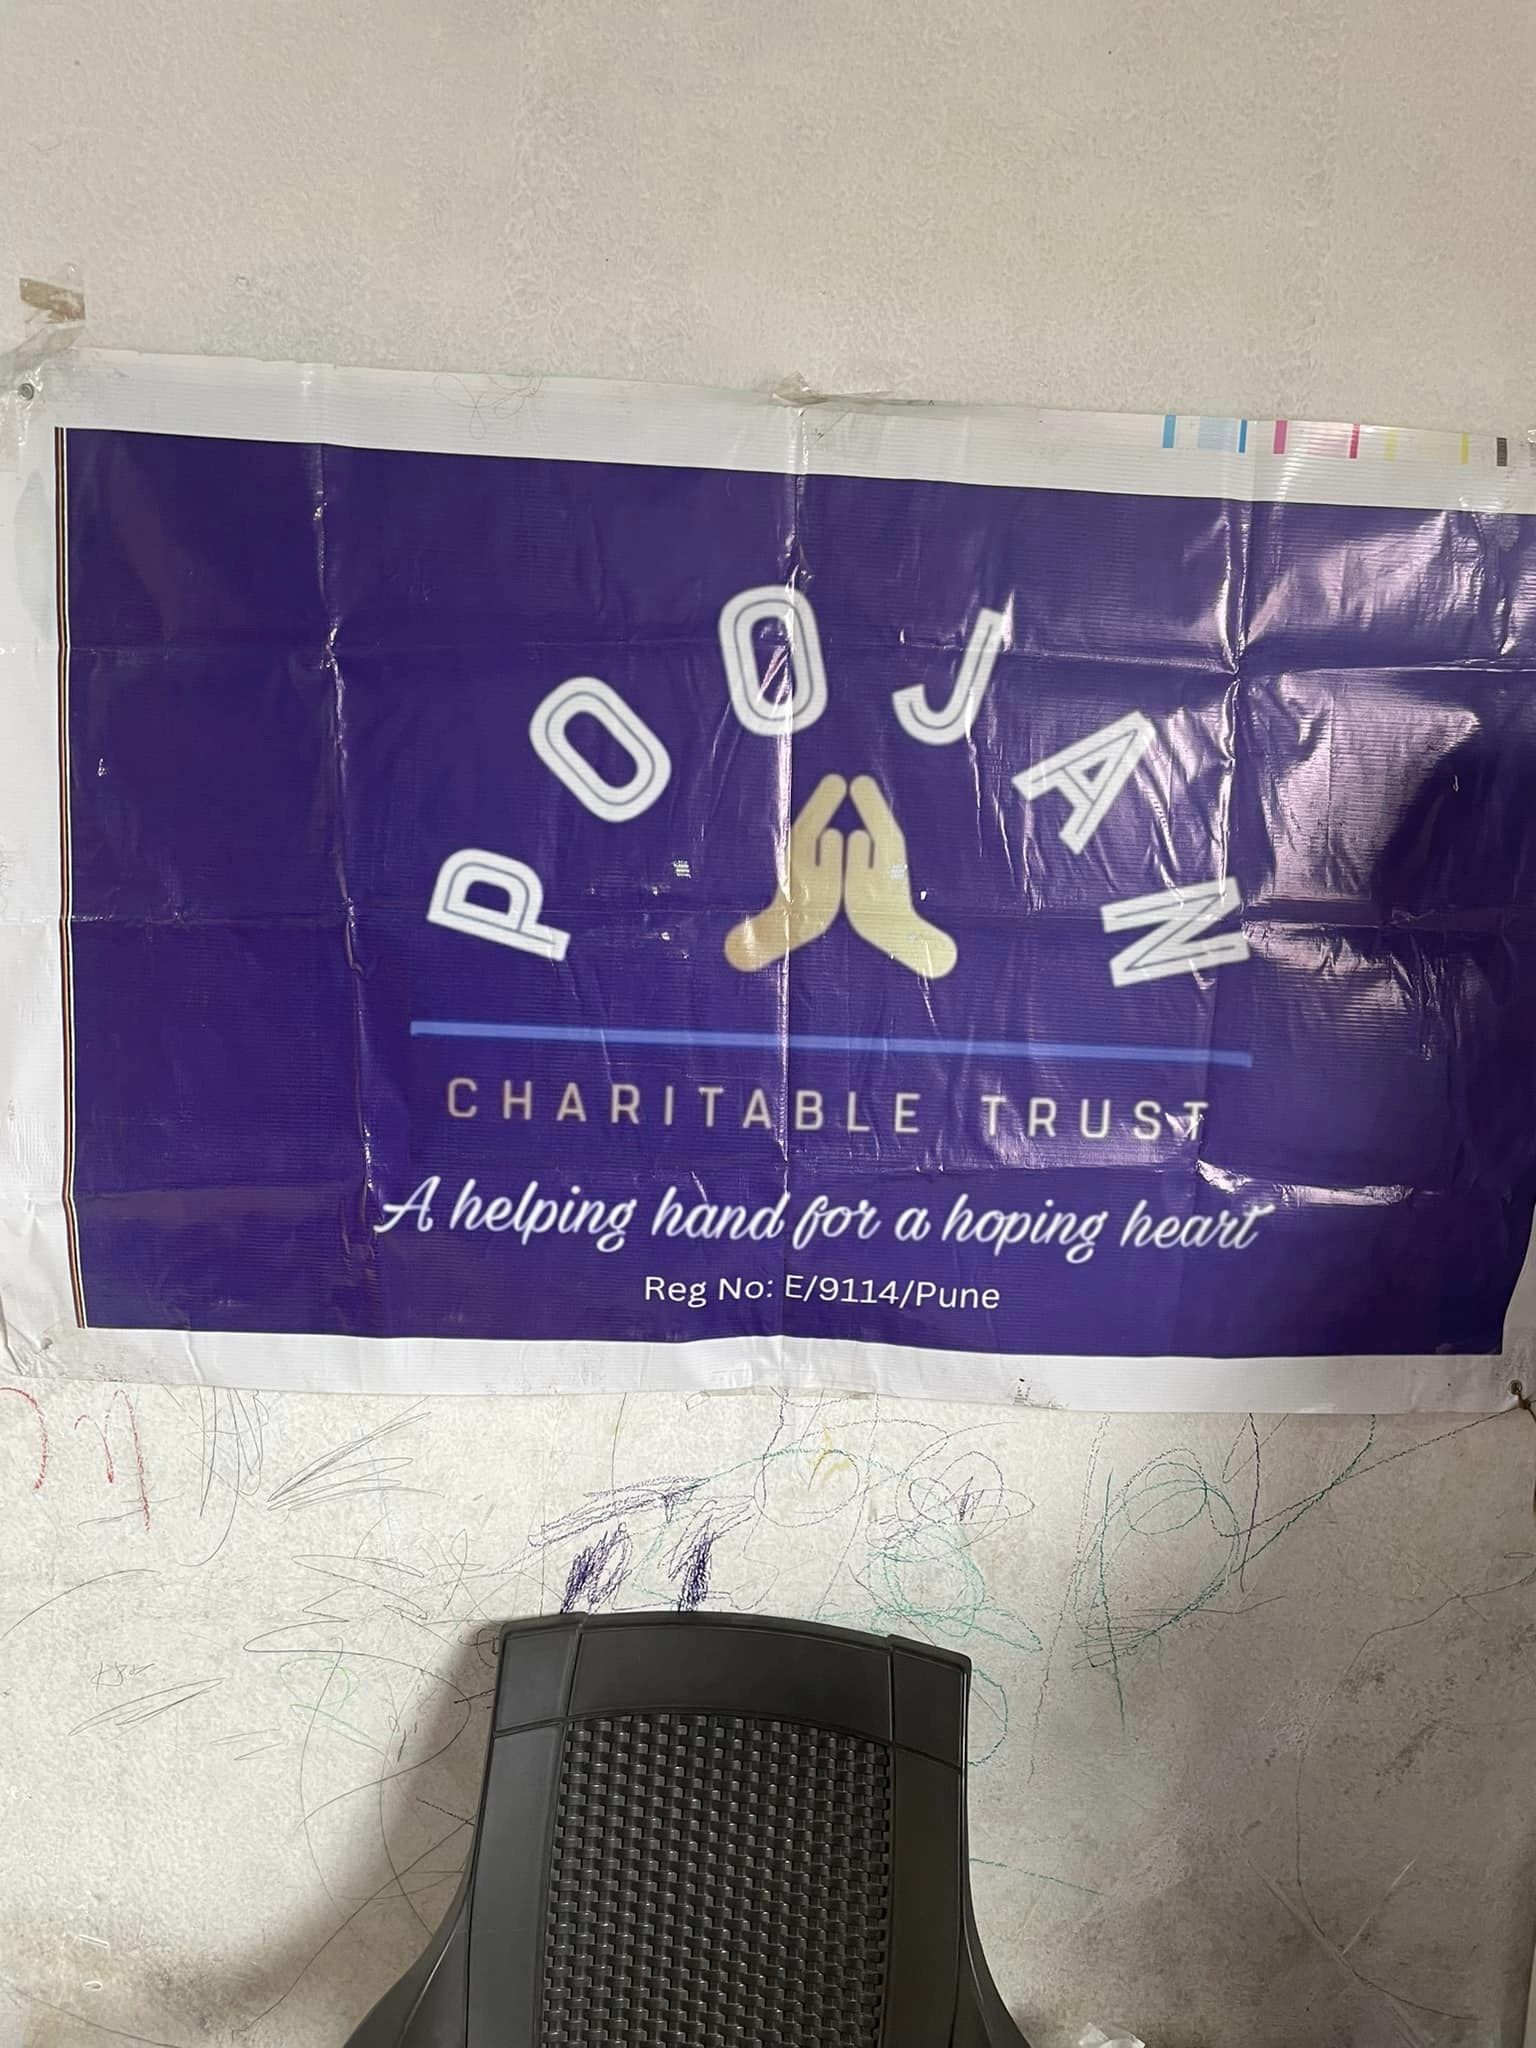 POOJAN
CHARITABLE TRUST
A helping hand for a hoping heart
Reg No: E/9114/Pune